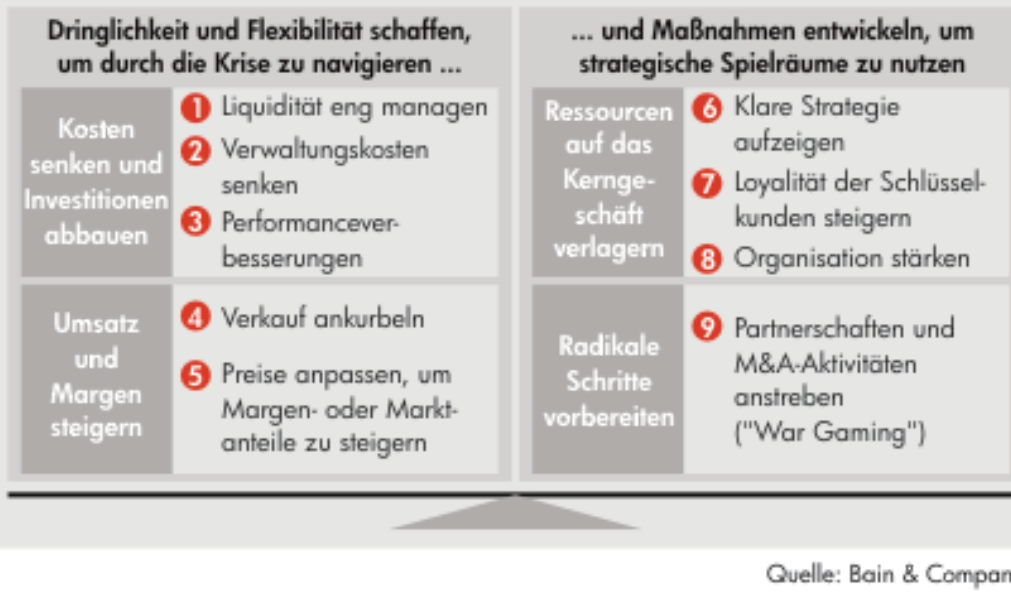 Dringlichkeit und Flexibilität schaffen,
um durch die Krise zu navigieren ...
Kosten
senken und
Investitionen
abbauen
1 Liquidität eng managen
2 Verwaltungskosten
senken
3 Performancever-
besserungen
Umsatz
und
Margen
steigern
4 Verkauf ankurbeln
5 Preise anpassen, um
Margen- oder Markt-
anteile zu steigern
... und Maßnahmen entwickeln, um
strategische Spielräume zu nutzen
Ressourcen
auf das
Kernge-
schäft
verlagern
6 Klare Strategie
aufzeigen
7 Loyalität der Schlüssel-
kunden steigern
8 Organisation stärken
Radikale
Schritte
vorbereiten
9 Partnerschaften und
M&A-Aktivitäten
anstreben
("War Gaming")
Quelle: Bain & Compan